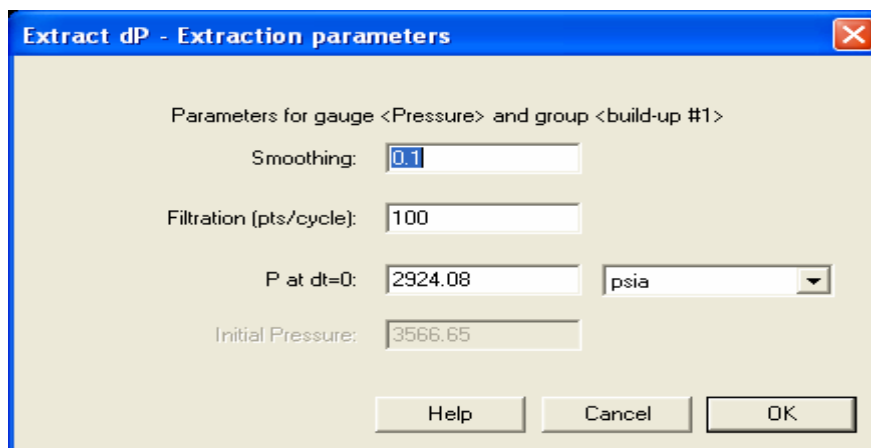 Extract dP - Extraction parameters
Parameters for gauge <Pressure> and group <build-up #1>
Smoothing: 0.1
Filtration (pts/cycle): 100
P at dt=0: 2924.08 psia
Initial Pressure: 3566.65
Help Cancel OK